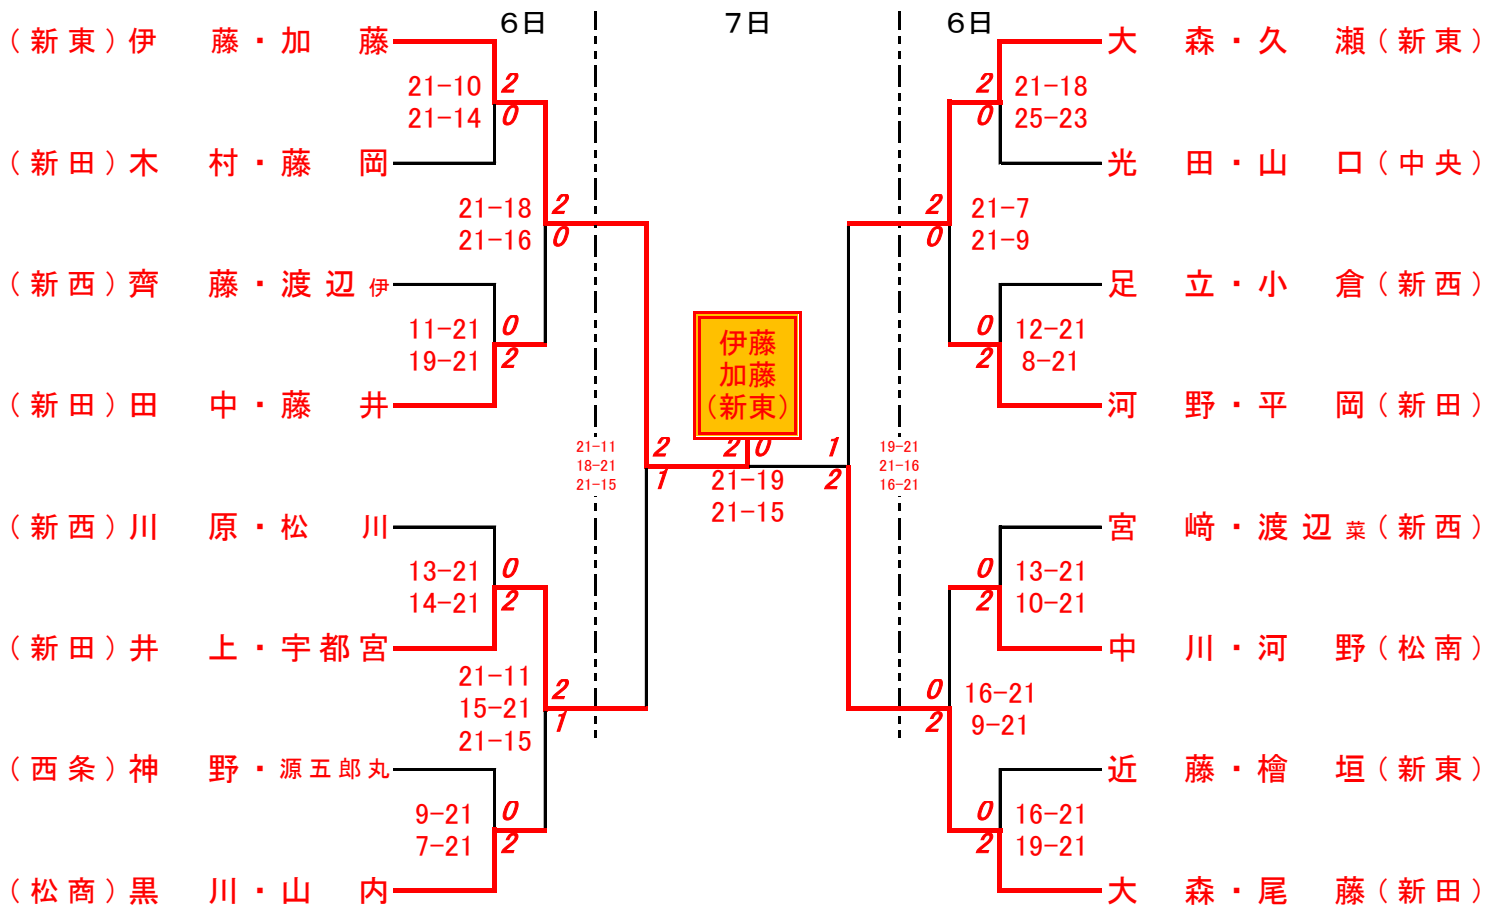 6日 7日 6日
(新東)伊 藤・加 藤
大 森・久 瀬(新東)
21-10 2
21-14 0
2 21-18
0 25-23
(新田)木 村・藤 岡
光 田・山 口(中央)
21-18 2
21-16 0
2 21-7
0 21-9
(新西)齊 藤・渡辺伊
足 立・小 倉(新西)
11-21 0
19-21 2
0 12-21
2 8-21
伊藤
加藤
(新東)
(新田)田 中・藤 井
河 野・平 岡(新田)
21-11
18-21
21-15
2
1
2 0
21-19
21-15
1
2
19-21
21-16
16-21
(新西)川 原・松 川
宮 﨑・渡辺菜(新西)
13-21 0
14-21 2
0 13-21
2 10-21
(新田)井 上・宇都宮
中 川・河 野(松南)
21-11 2
15-21 1
21-15
0 16-21
2 9-21
(西条)神 野・源五郎丸
近 藤・檜 垣(新東)
9-21 0
7-21 2
0 16-21
2 19-21
(松商)黒 川・山 内
大 森・尾 藤(新田)